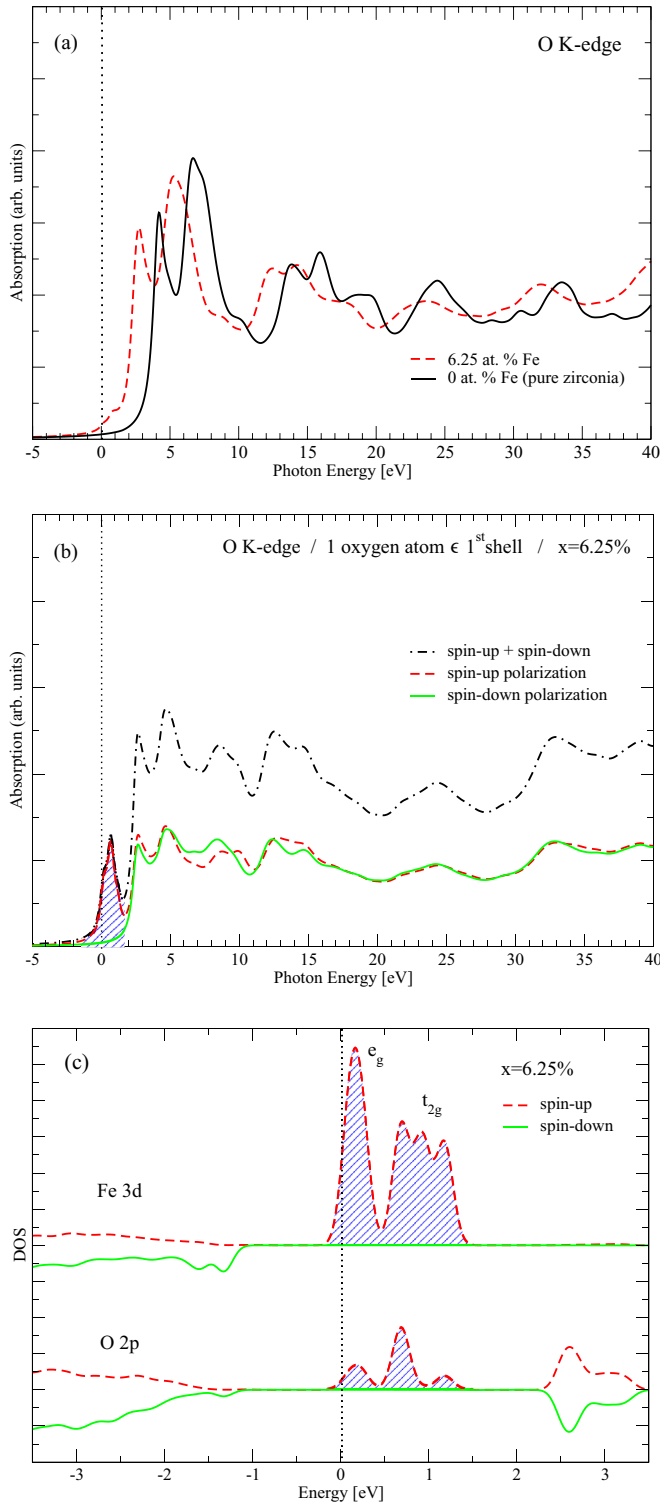 (a)
O K-edge
Absorption (arb. units)
6.25 at. % Fe
0 at. % Fe (pure zirconia)
-5 0 5 10 15 20 25 30 35 40
Photon Energy [eV]
(b)
O K-edge / 1 oxygen atom ϵ 1st shell / x=6.25%
Absorption (arb. units)
spin-up + spin-down
spin-up polarization
spin-down polarization
-5 0 5 10 15 20 25 30 35 40
Photon Energy [eV]
(c)
e_g
t_2g
x=6.25%
spin-up
spin-down
Fe 3d
DOS
O 2p
-3 -2 -1 0 1 2 3
Energy [eV]